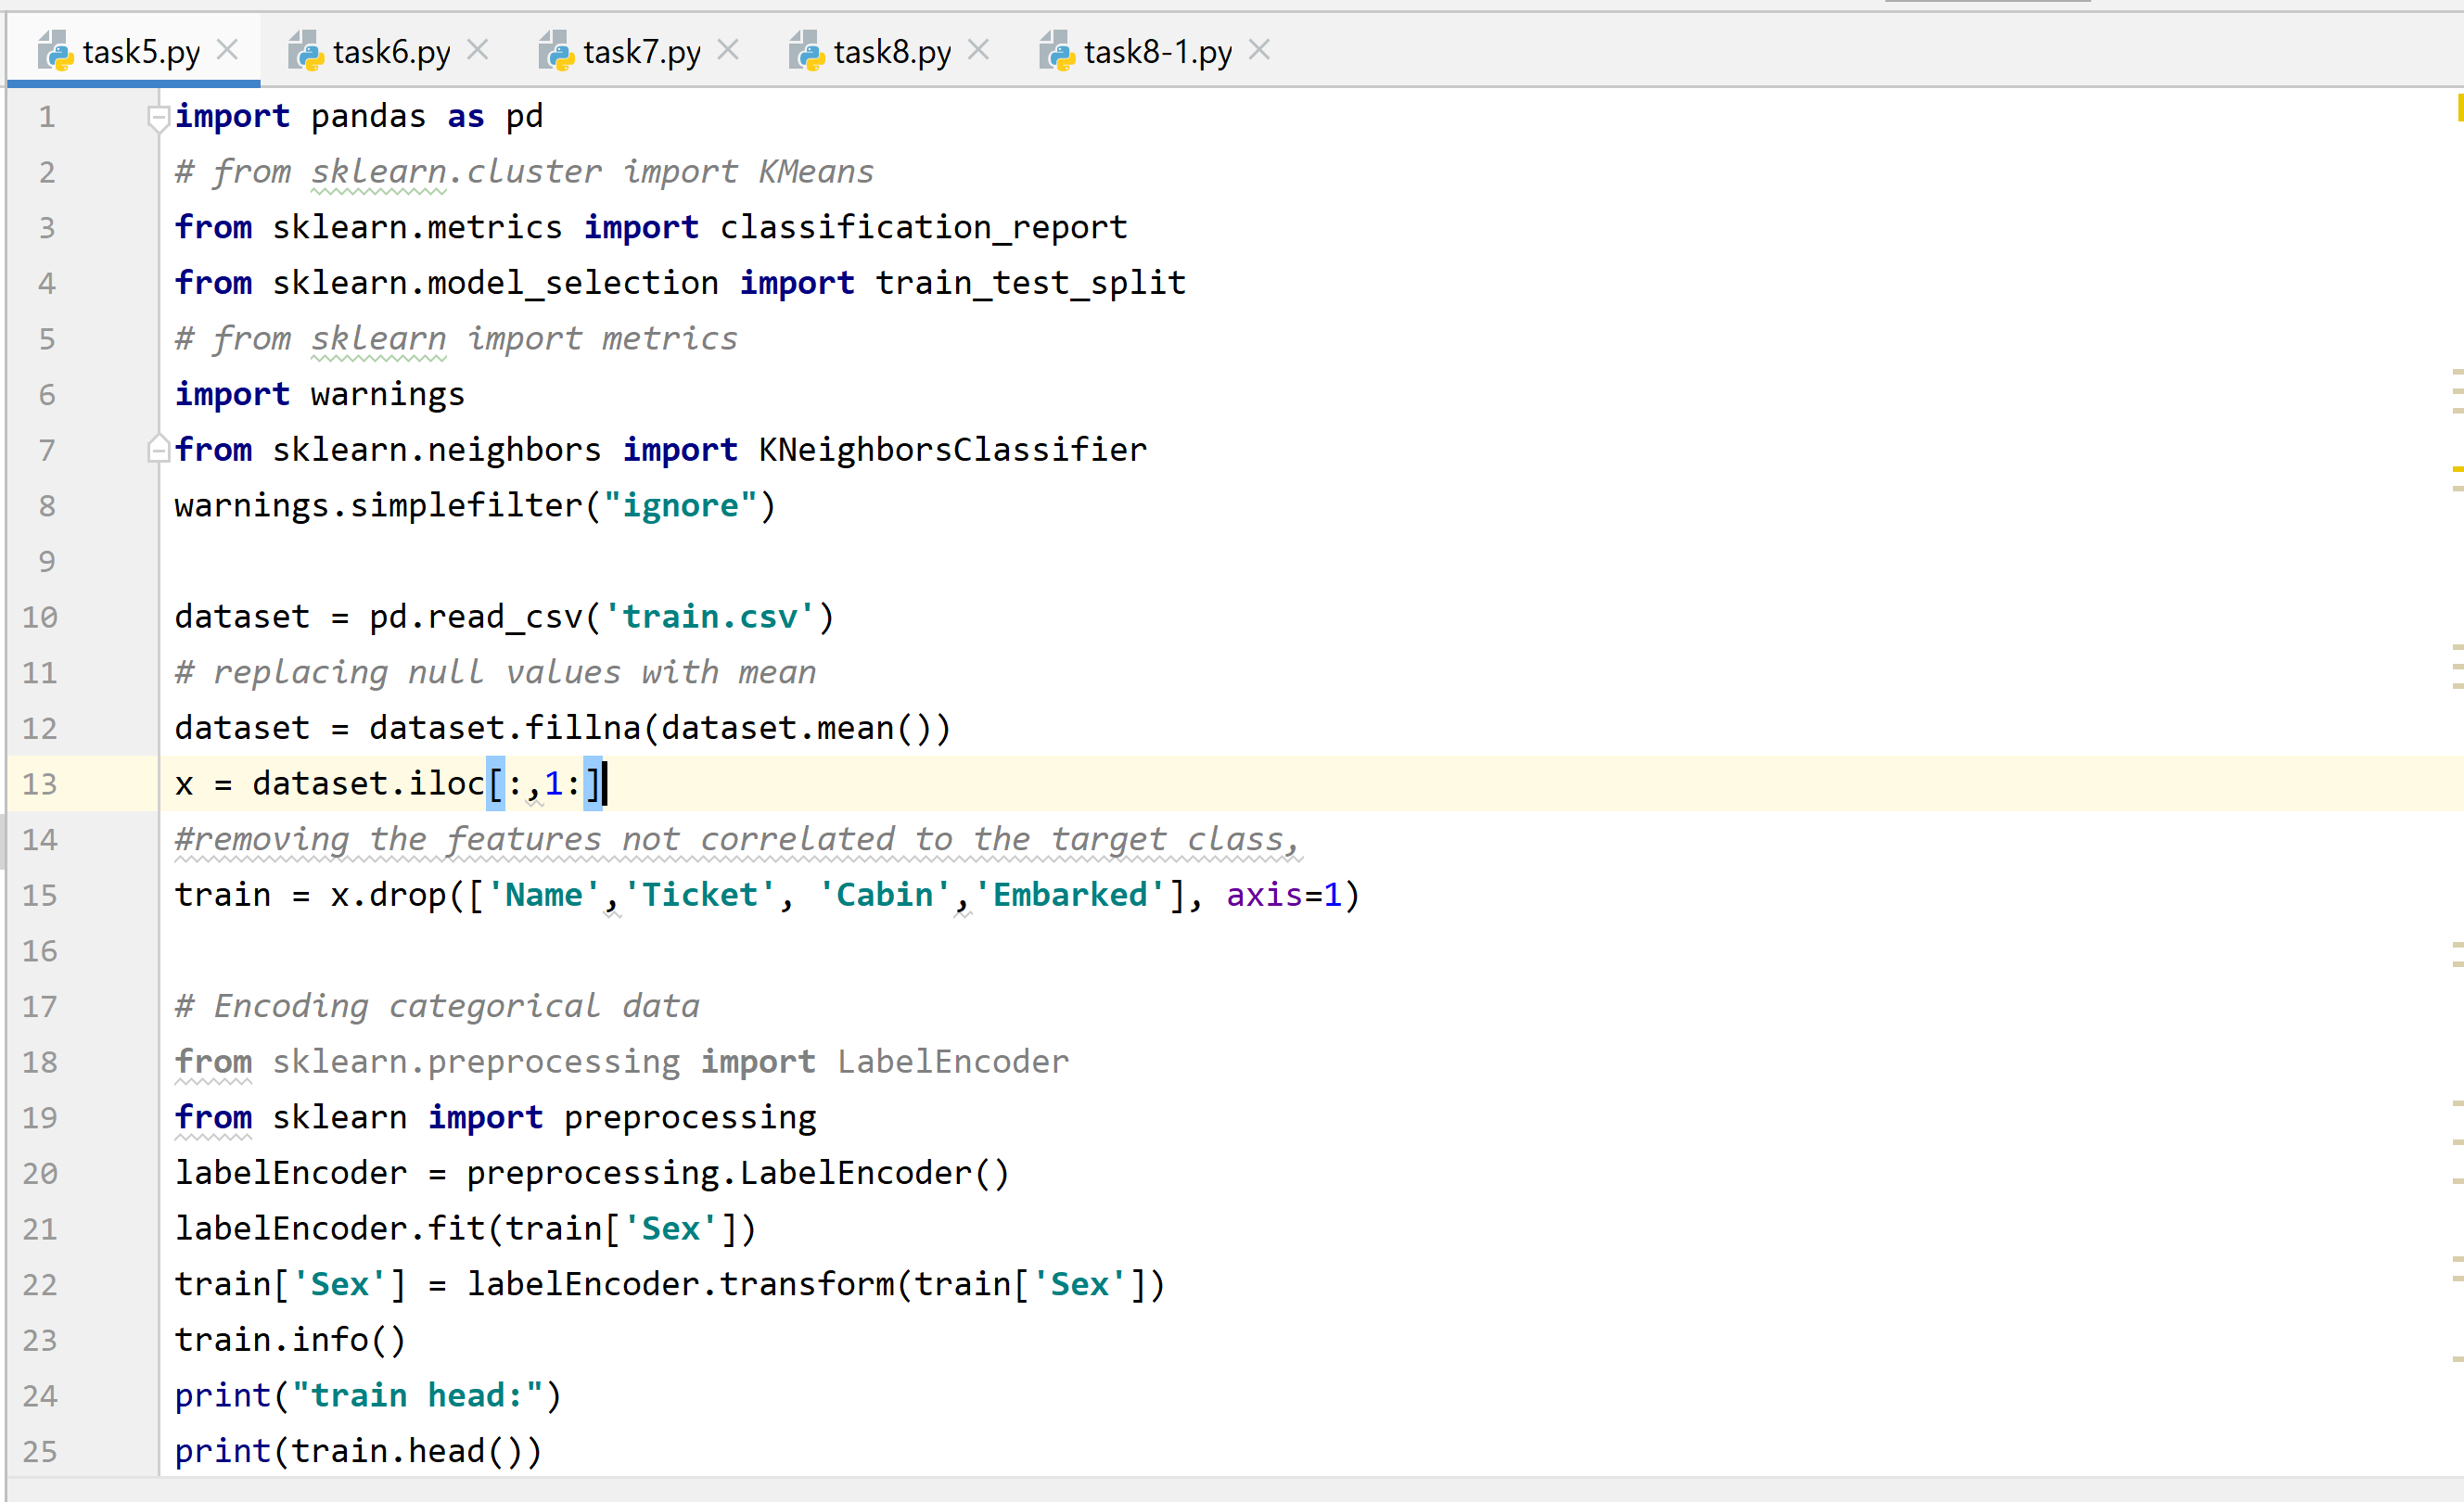 task5.py task6.py task7.py task8.py task8-1.py
1 import pandas as pd
2 # from sklearn.cluster import KMeans
3 from sklearn.metrics import classification_report
4 from sklearn.model_selection import train_test_split
5 # from sklearn import metrics
6 import warnings
7 from sklearn.neighbors import KNeighborsClassifier
8 warnings.simplefilter("ignore")
9
10 dataset = pd.read_csv('train.csv')
11 # replacing null values with mean
12 dataset = dataset.fillna(dataset.mean())
13 x = dataset.iloc[:,1:]
14 #removing the features not correlated to the target class,
15 train = x.drop(['Name','Ticket', 'Cabin','Embarked'], axis=1)
16
17 # Encoding categorical data
18 from sklearn.preprocessing import LabelEncoder
19 from sklearn import preprocessing
20 labelEncoder = preprocessing.LabelEncoder()
21 labelEncoder.fit(train['Sex'])
22 train['Sex'] = labelEncoder.transform(train['Sex'])
23 train.info()
24 print("train head:")
25 print(train.head())